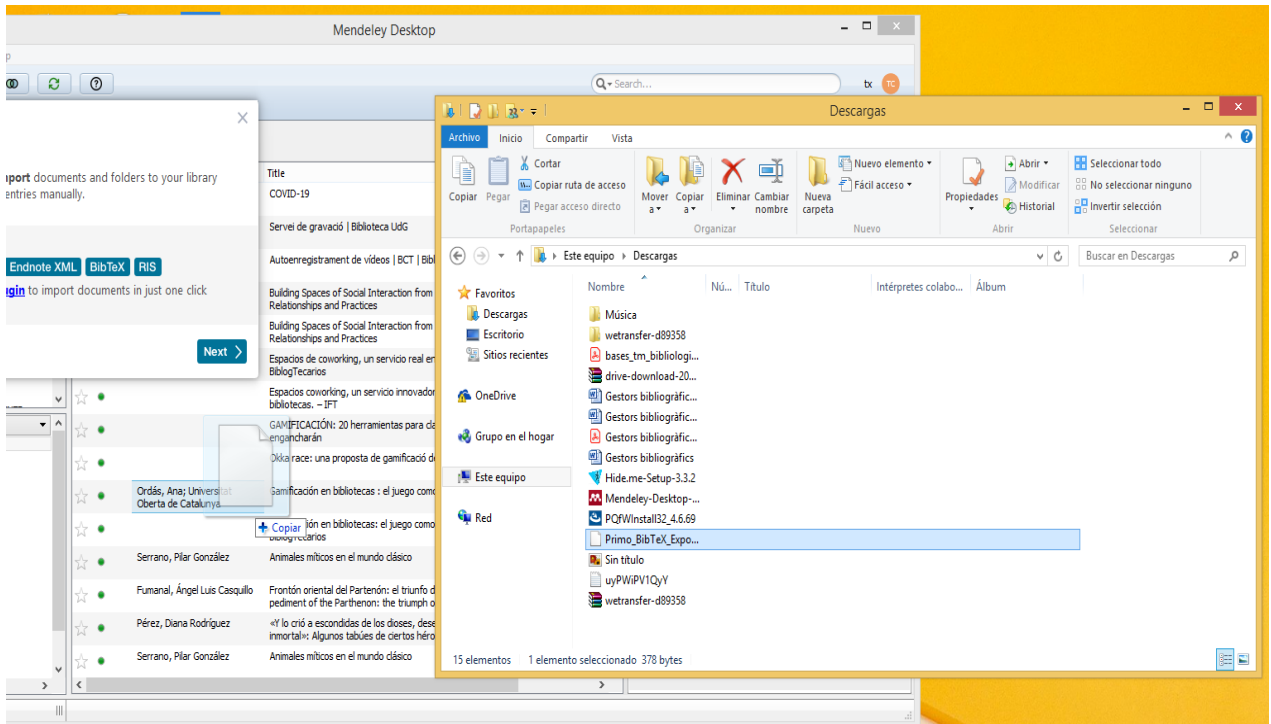 Mendeley Desktop
p
Search...
tx
TC
port documents and folders to your library
entries manually.
Endnote XML
BibTeX
RIS
gin to import documents in just one click
Next
Title
COVID-19
Servei de gravació | Biblioteca UdG
Autoenregistrament de vídeos | BCT | Bibl
Building Spaces of Social Interaction from
Relationships and Practices
Building Spaces of Social Interaction from
Relationships and Practices
Espacios de coworking, un servicio real en
BiblogTecarios
Espacios coworking, un servicio innovador
bibliotecas. – IFT
GAMIFICACIÓN: 20 herramientas para cla
engancharán
Okka race: una proposta de gamificació de
Ordás, Ana; Universitat
Oberta de Catalunya
Gamificación en bibliotecas : el juego como
Copiar
ión en bibliotecas: el juego como
BiblogTecarios
Serrano, Pilar González
Animales míticos en el mundo clásico
Fumanal, Ángel Luis Casquillo
Frontón oriental del Partenón: el triunfo d
pediment of the Parthenon: the triumph o
Pérez, Diana Rodríguez
«Y lo crió a escondidas de los dioses, dese
inmortal»: Algunos tabúes de ciertos héro
Serrano, Pilar González
Animales míticos en el mundo clásico
Descargas
Archivo
Inicio
Compartir
Vista
Copiar
Pegar
Cortar
Copiar ruta de acceso
Pegar acceso directo
Portapapeles
Mover a
Copiar a
Eliminar
Cambiar nombre
Organizar
Nueva carpeta
Nuevo elemento
Fácil acceso
Nuevo
Propiedades
Abrir
Modificar
Historial
Abrir
Seleccionar todo
No seleccionar ninguno
Invertir selección
Seleccionar
Este equipo
Descargas
Buscar en Descargas
Favoritos
Descargas
Escritorio
Sitios recientes
OneDrive
Grupo en el hogar
Este equipo
Red
Nombre
Nú...
Título
Intérpretes colabo...
Álbum
Música
wetransfer-d89358
bases_tm_bibliologi...
drive-download-20...
Gestors bibliogràfic...
Gestors bibliogràfic...
Gestors bibliogràfic...
Gestors bibliogràfics
Hide.me-Setup-3.3.2
Mendeley-Desktop-...
PQfWInstall32_4.6.69
Primo_BibTeX_Expo...
Sin título
uyPWiPV1QyY
wetransfer-d89358
15 elementos
1 elemento seleccionado 378 bytes